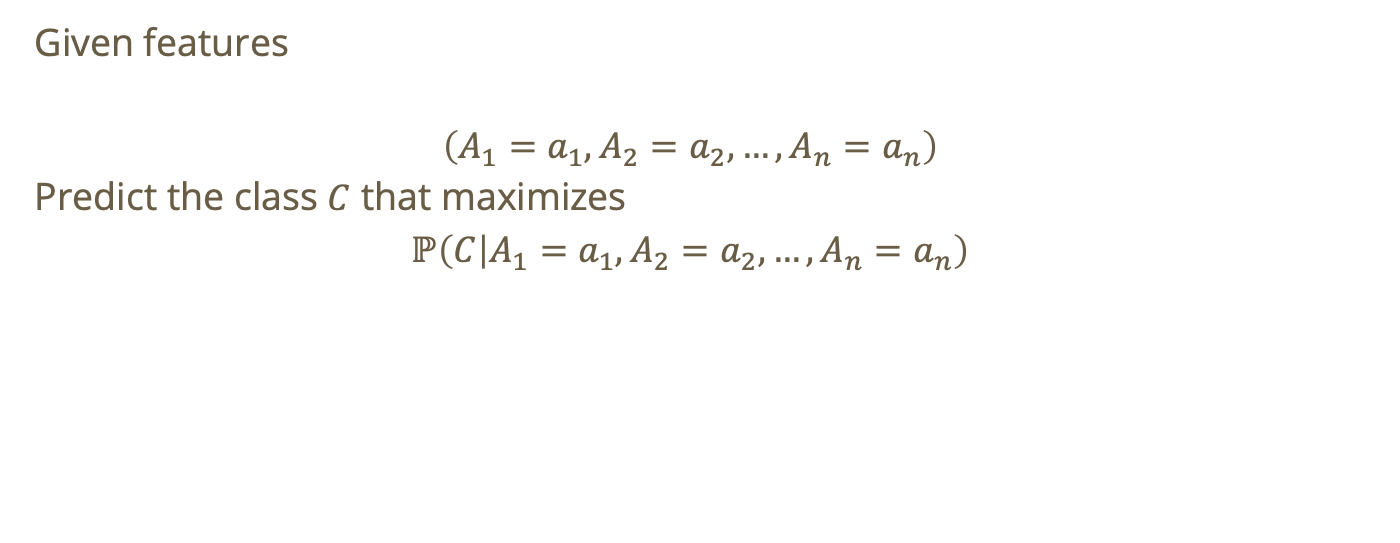 Given features
(A₁ = a₁, A₂ = a₂, … , Aₙ = aₙ)
Predict the class C that maximizes
ℙ(C|A₁ = a₁, A₂ = a₂, … , Aₙ = aₙ)